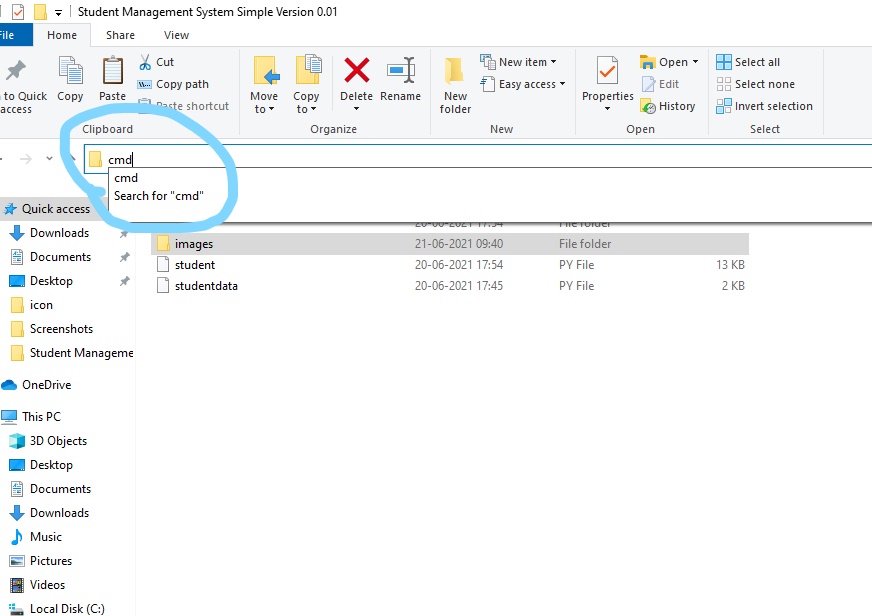 Student Management System Simple Version 0.01
File Home Share View
to Quick access
Copy
Paste
Cut
Copy path
Paste shortcut
Clipboard
Move to
Copy to
Delete
Rename
Organize
New folder
New item
Easy access
New
Properties
Open
Edit
History
Open
Select all
Select none
Invert selection
Select
cmd
cmd
Search for "cmd"
20-06-2021 17:54 File folder
images 21-06-2021 09:40 File folder
student 20-06-2021 17:54 PY File 13 KB
studentdata 20-06-2021 17:45 PY File 2 KB
Quick access
Downloads
Documents
Desktop
icon
Screenshots
Student Manageme
OneDrive
This PC
3D Objects
Desktop
Documents
Downloads
Music
Pictures
Videos
Local Disk (C:)